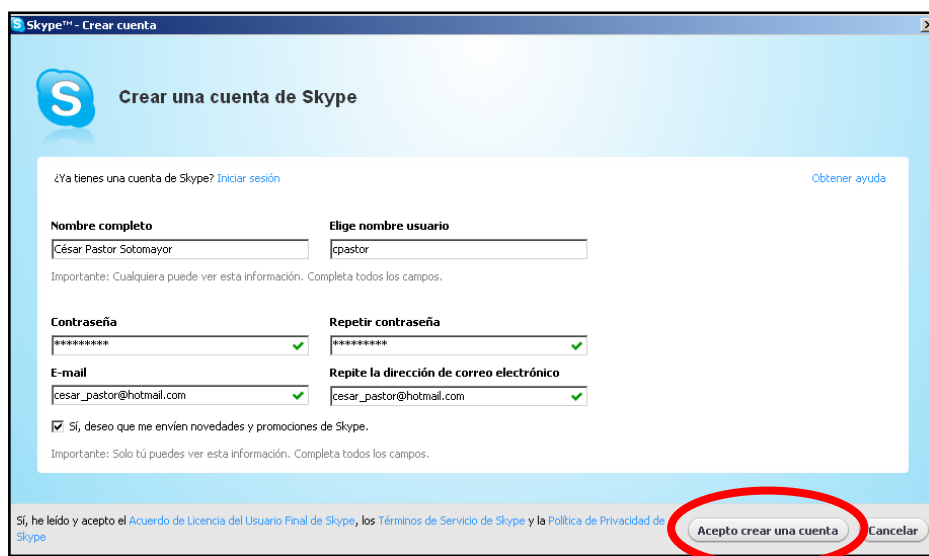 Skype™ - Crear cuenta
Crear una cuenta de Skype
¿Ya tienes una cuenta de Skype? Iniciar sesión
Obtener ayuda
Nombre completo
Elige nombre usuario
César Pastor Sotomayor
cpastor
Importante: Cualquiera puede ver esta información. Completa todos los campos.
Contraseña
Repetir contraseña
*********
*********
E-mail
Repite la dirección de correo electrónico
cesar_pastor@hotmail.com
cesar_pastor@hotmail.com
Sí, deseo que me envíen novedades y promociones de Skype.
Importante: Solo tú puedes ver esta información. Completa todos los campos.
Sí, he leído y acepto el Acuerdo de Licencia del Usuario Final de Skype, los Términos de Servicio de Skype y la Política de Privacidad de
Skype
Acepto crear una cuenta
Cancelar